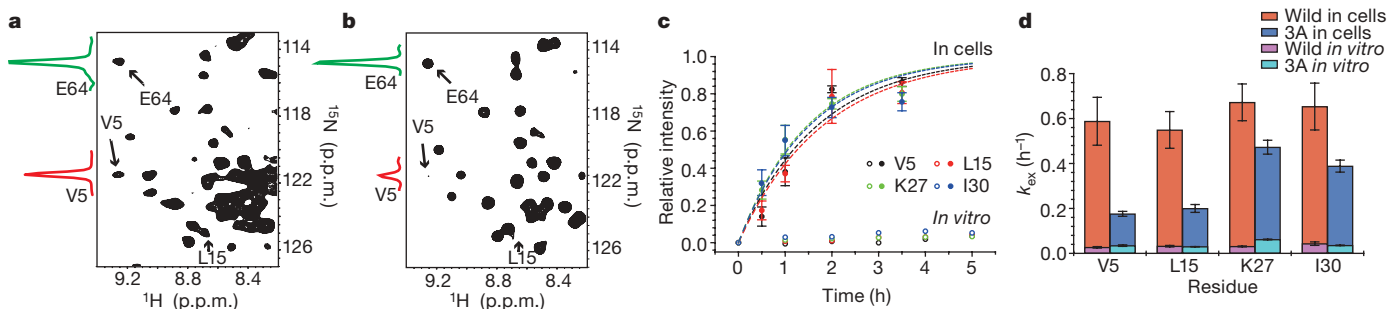 a
E64
V5
V5
E64
L15
114
118
122
126
¹⁵N (p.p.m.)
9.2 8.8 8.4
¹H (p.p.m.)
b
E64
V5
V5
E64
L15
114
118
122
126
¹⁵N (p.p.m.)
9.2 8.8 8.4
¹H (p.p.m.)
c
Relative intensity
1.0
0.8
0.6
0.4
0.2
0.0
In cells
V5 L15
K27 I30
In vitro
0 1 2 3 4 5
Time (h)
d
Wild in cells
3A in cells
Wild in vitro
3A in vitro
kex (h⁻¹)
0.8
0.6
0.4
0.2
0.0
V5 L15 K27 I30
Residue